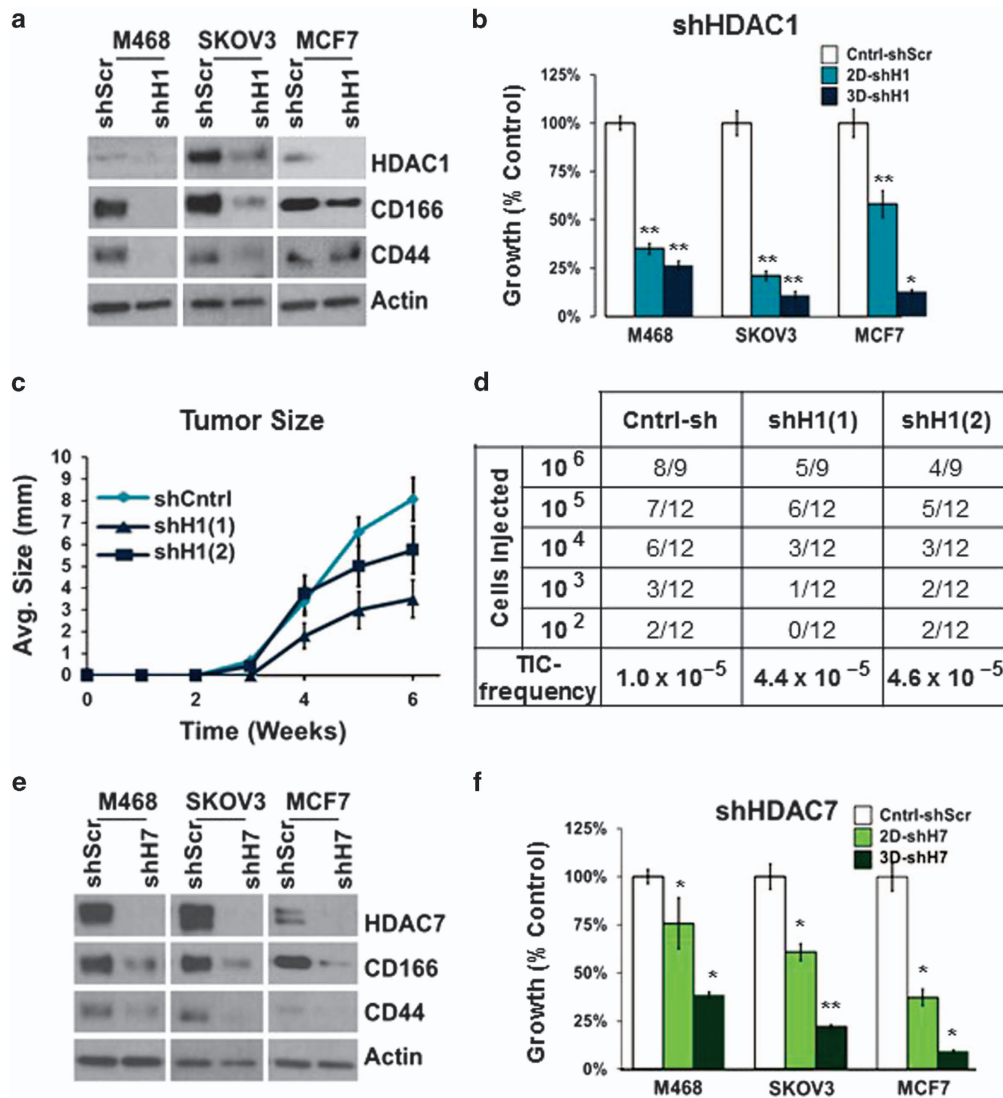 a
M468 SKOV3 MCF7
shScr shH1 shScr shH1 shScr shH1
HDAC1
CD166
CD44
Actin
b
shHDAC1
Cntrl-shScr
2D-shH1
3D-shH1
Growth (% Control)
125%
100%
75%
50%
25%
0%
** ** ** ** ** *
M468 SKOV3 MCF7
c
Tumor Size
Avg. Size (mm)
10
9
8
7
6
5
4
3
2
1
0
shCntrl
shH1(1)
shH1(2)
0 2 4 6
Time (Weeks)
d
Cntrl-sh shH1(1) shH1(2)
Cells Injected
10^6 8/9 5/9 4/9
10^5 7/12 6/12 5/12
10^4 6/12 3/12 3/12
10^3 3/12 1/12 2/12
10^2 2/12 0/12 2/12
TIC-frequency 1.0 x 10^-5 4.4 x 10^-5 4.6 x 10^-5
e
M468 SKOV3 MCF7
shScr shH7 shScr shH7 shScr shH7
HDAC7
CD166
CD44
Actin
f
shHDAC7
Cntrl-shScr
2D-shH7
3D-shH7
Growth (% Control)
125%
100%
75%
50%
25%
0%
* * * ** * *
M468 SKOV3 MCF7